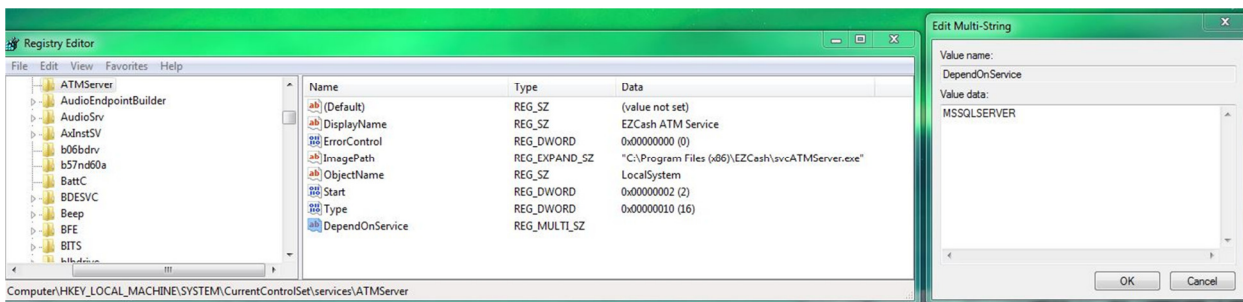 Registry Editor
File Edit View Favorites Help
ATMServer
AudioEndpointBuilder
AudioSrv
AxInstSV
b06bdrv
b57nd60a
BattC
BDESVC
Beep
BFE
BITS
blbdrive
Name Type Data
(Default) REG_SZ (value not set)
DisplayName REG_SZ EZCash ATM Service
ErrorControl REG_DWORD 0x00000000 (0)
ImagePath REG_EXPAND_SZ "C:\Program Files (x86)\EZCash\svcATMServer.exe"
ObjectName REG_SZ LocalSystem
Start REG_DWORD 0x00000002 (2)
Type REG_DWORD 0x00000010 (16)
DependOnService REG_MULTI_SZ
Computer\HKEY_LOCAL_MACHINE\SYSTEM\CurrentControlSet\services\ATMServer
Edit Multi-String
Value name:
DependOnService
Value data:
MSSQLSERVER
OK Cancel